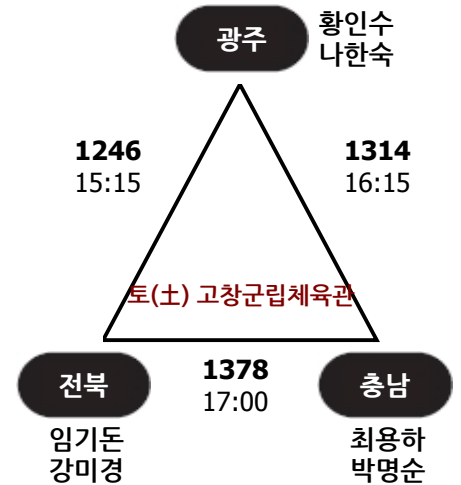 광주
황인수
나한숙
1246
15:15
1314
16:15
토(土) 고창군립체육관
전북
1378
17:00
충남
임기돈
강미경
최용하
박명순